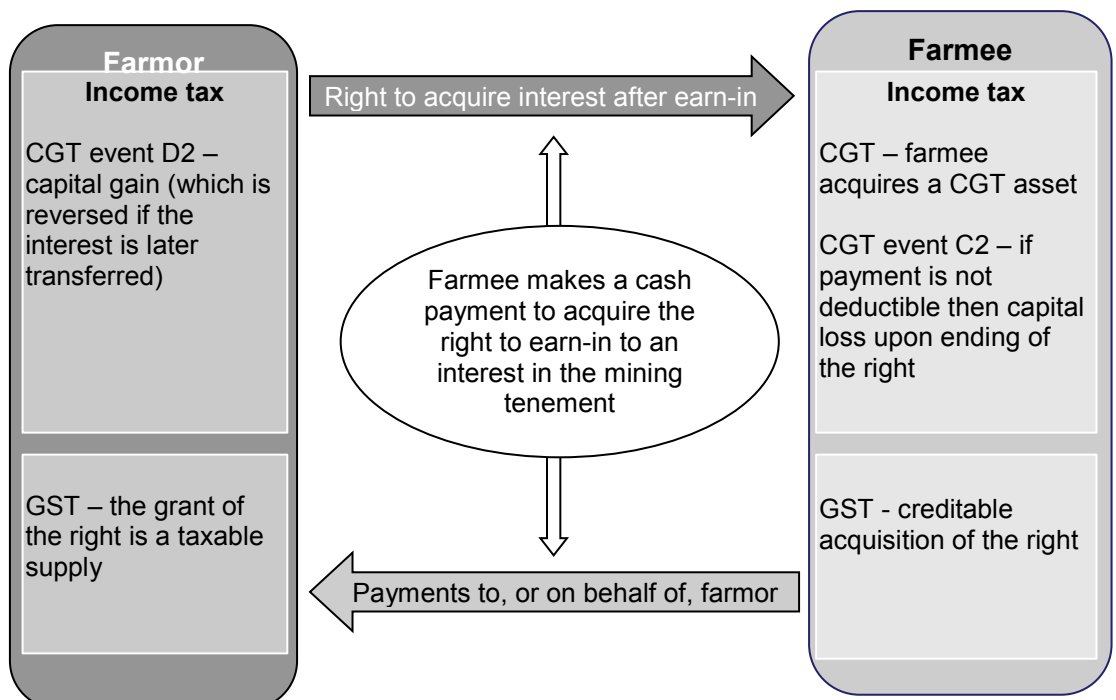 Farmor
Income tax
CGT event D2 –
capital gain (which is
reversed if the
interest is later
transferred)
GST – the grant of
the right is a taxable
supply
Right to acquire interest after earn-in
Farmee makes a cash
payment to acquire the
right to earn-in to an
interest in the mining
tenement
Payments to, or on behalf of, farmor
Farmee
Income tax
CGT – farmee
acquires a CGT asset
CGT event C2 – if
payment is not
deductible then capital
loss upon ending of
the right
GST - creditable
acquisition of the right